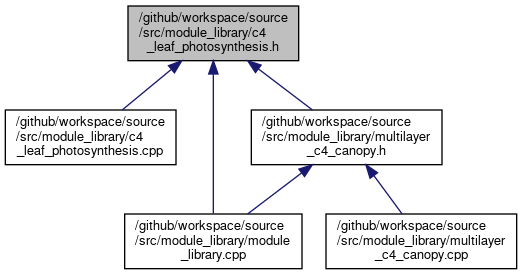 /github/workspace/source
/src/module_library/c4
_leaf_photosynthesis.h
/github/workspace/source
/src/module_library/c4
_leaf_photosynthesis.cpp
/github/workspace/source
/src/module_library/multilayer
_c4_canopy.h
/github/workspace/source
/src/module_library/module
_library.cpp
/github/workspace/source
/src/module_library/multilayer
_c4_canopy.cpp